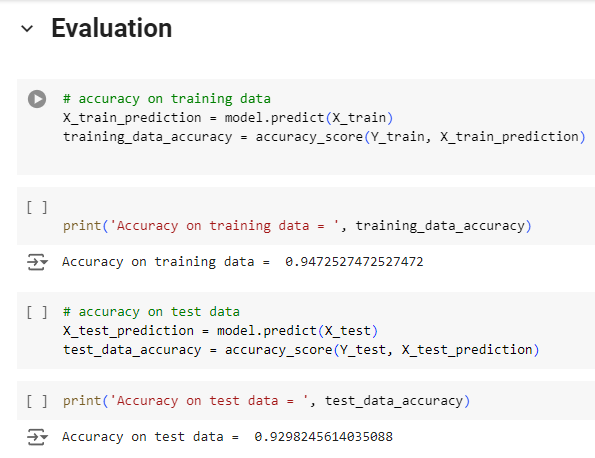 Evaluation
# accuracy on training data
X_train_prediction = model.predict(X_train)
training_data_accuracy = accuracy_score(Y_train, X_train_prediction)
[ ]
print('Accuracy on training data = ', training_data_accuracy)
Accuracy on training data =  0.9472527472527472
[ ] # accuracy on test data
X_test_prediction = model.predict(X_test)
test_data_accuracy = accuracy_score(Y_test, X_test_prediction)
[ ] print('Accuracy on test data = ', test_data_accuracy)
Accuracy on test data =  0.9298245614035088